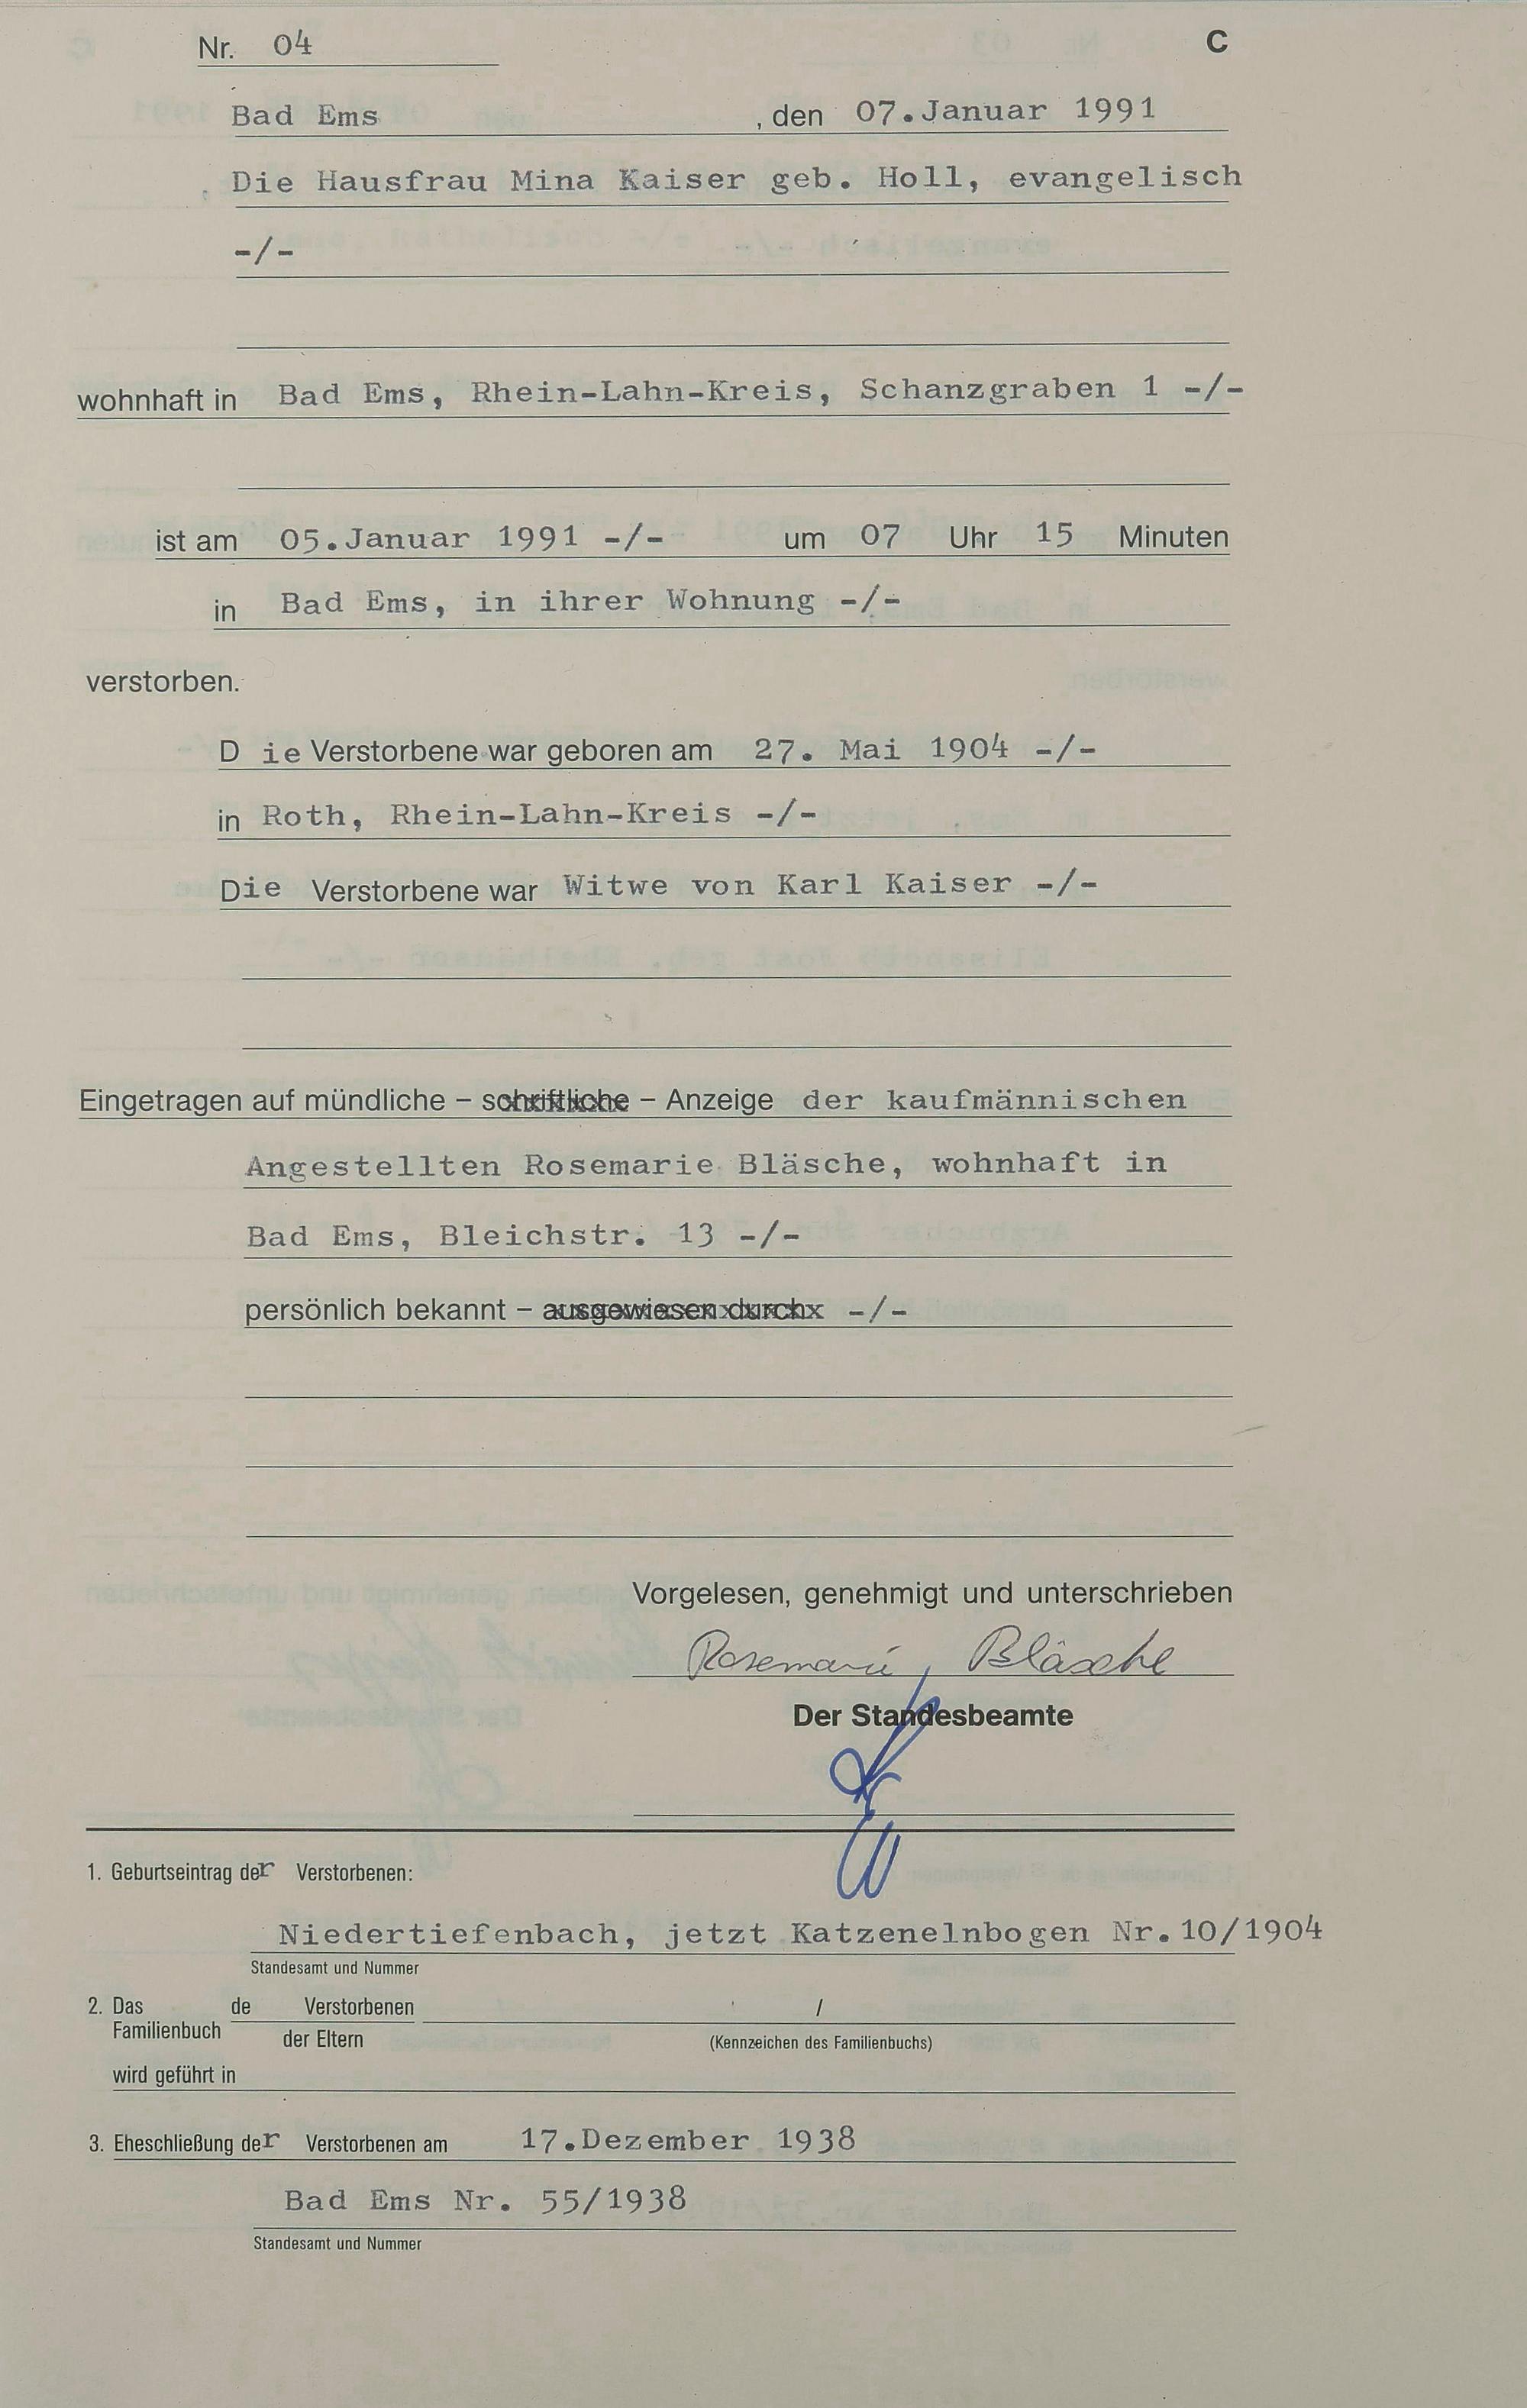 Nr. 04 C
Bad Ems , den 07.Januar 1991
Die Hausfrau Mina Kaiser geb. Holl, evangelisch
-/-
wohnhaft in Bad Ems, Rhein-Lahn-Kreis, Schanzgraben 1 -/-
ist am 05.Januar 1991 -/- um 07 Uhr 15 Minuten
in Bad Ems, in ihrer Wohnung -/-
verstorben.
D ie Verstorbene war geboren am 27. Mai 1904 -/-
in Roth, Rhein-Lahn-Kreis -/-
Die Verstorbene war Witwe von Karl Kaiser -/-
Eingetragen auf mündliche – schriftliche – Anzeige der kaufmännischen
Angestellten Rosemarie Bläsche, wohnhaft in
Bad Ems, Bleichstr. 13 -/-
persönlich bekannt – ausgewiesen durch -/-
Vorgelesen, genehmigt und unterschrieben
Rosemarie Bläsche
Der Standesbeamte
1. Geburtseintrag der Verstorbenen:
Niedertiefenbach, jetzt Katzenelnbogen Nr.10/1904
Standesamt und Nummer
2. Das de Verstorbenen /
Familienbuch der Eltern (Kennzeichen des Familienbuchs)
wird geführt in
3. Eheschließung der Verstorbenen am 17.Dezember 1938
Bad Ems Nr. 55/1938
Standesamt und Nummer